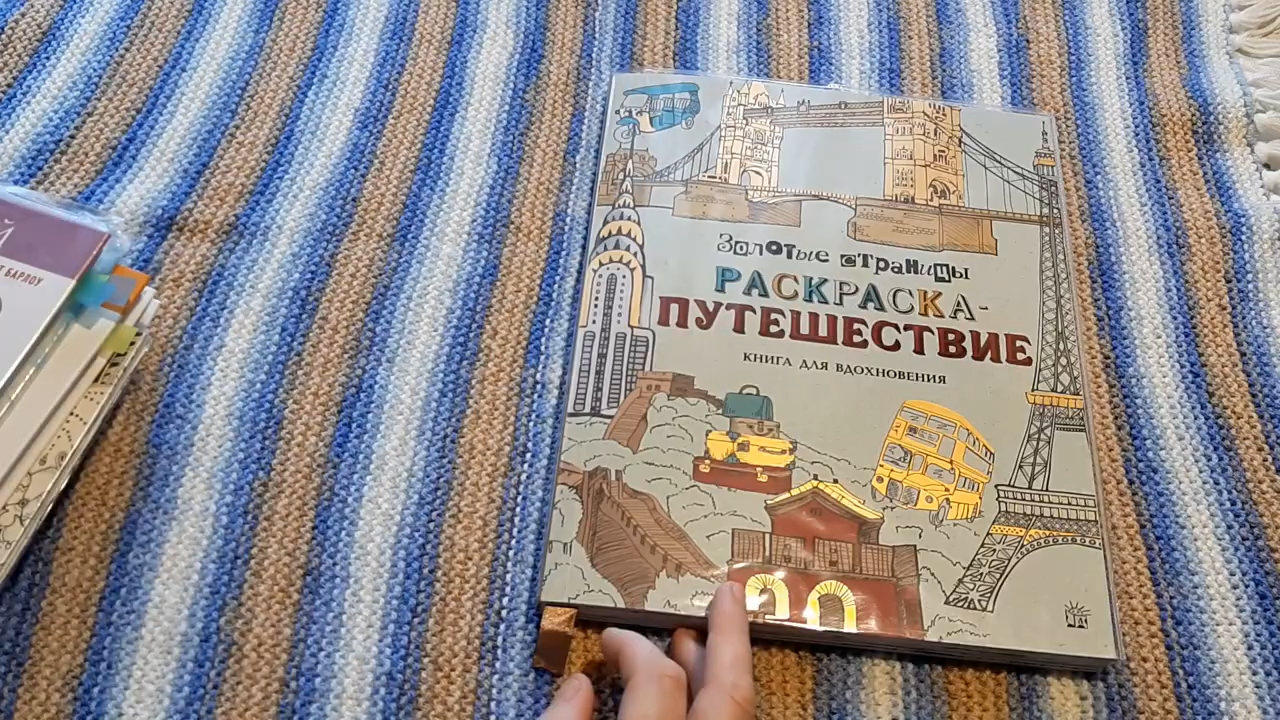 Золотые страницы
РАСКРАСКА-
ПУТЕШЕСТВИЕ
КНИГА ДЛЯ ВДОХНОВЕНИЯ
Й
Т БАРЛОУ